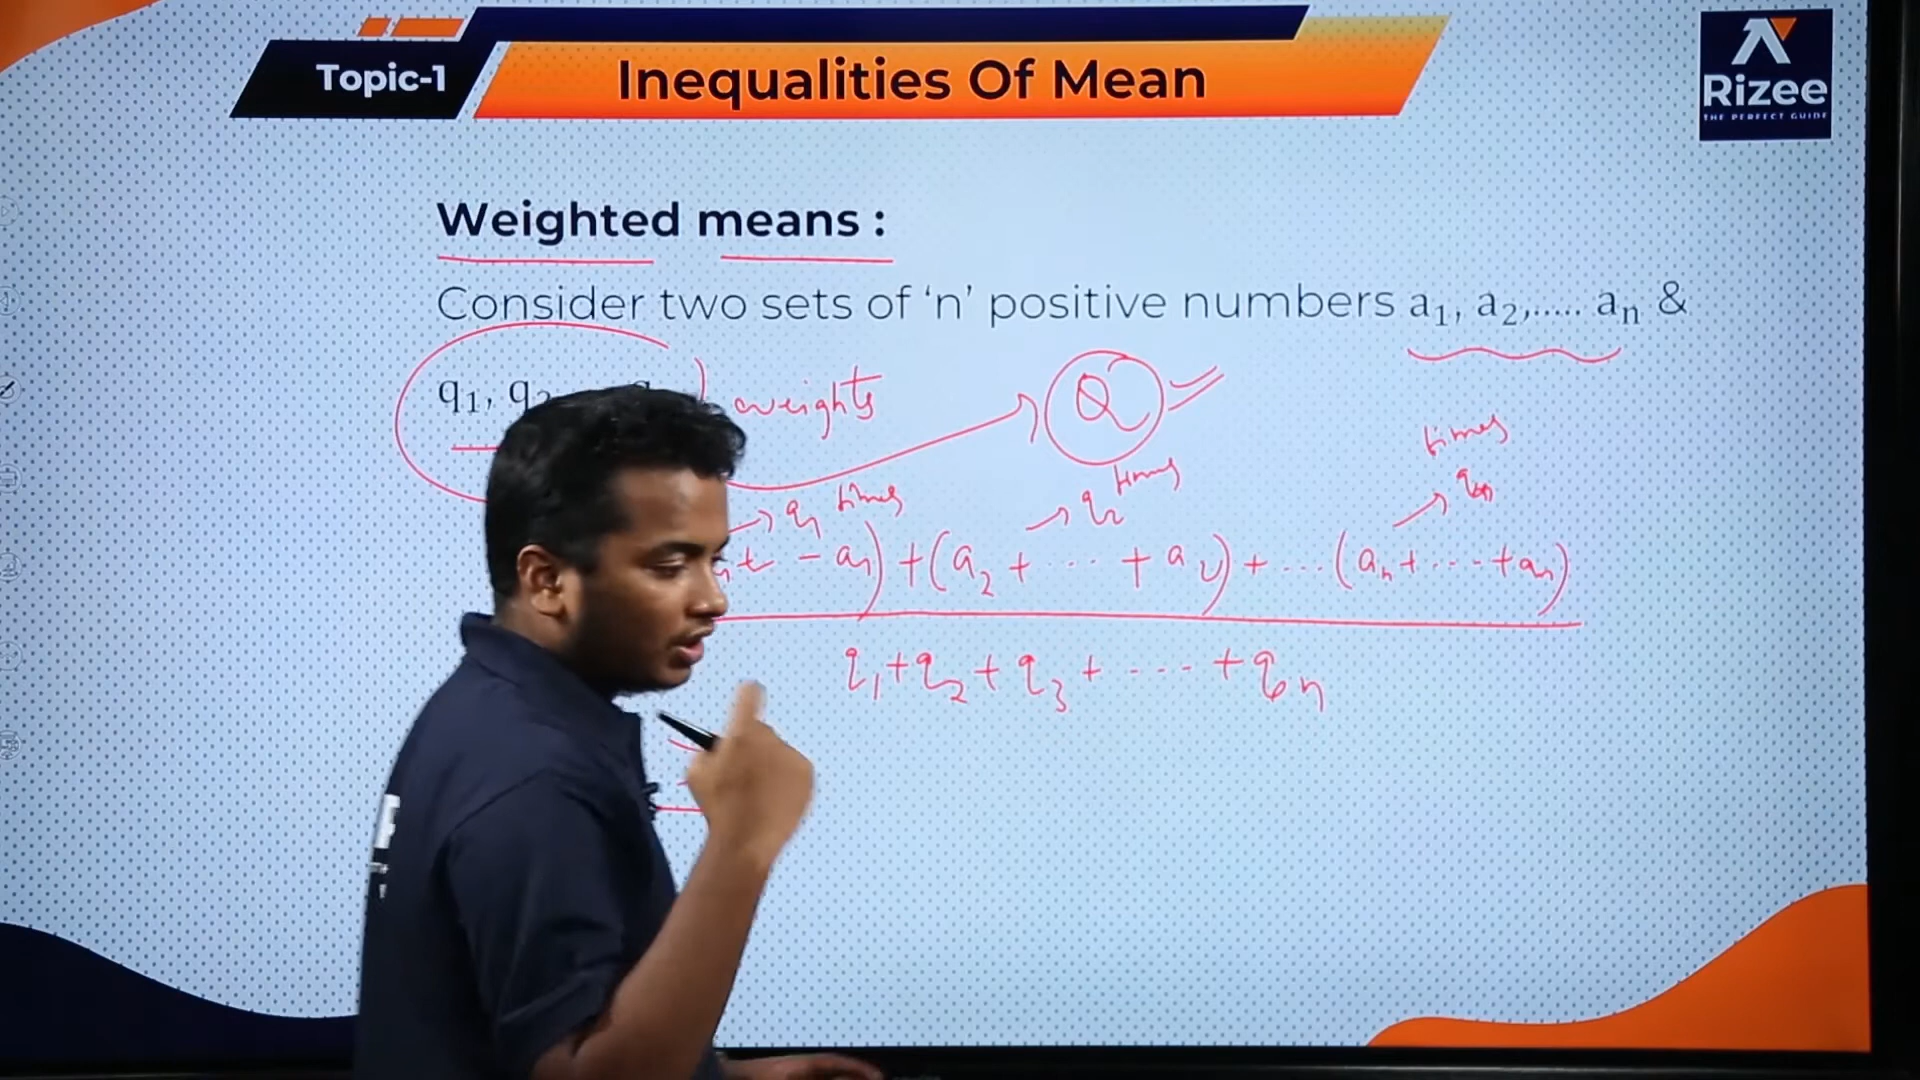 Topic-1
Inequalities Of Mean
Rizee
THE PERFECT GUIDE
Weighted means :
Consider two sets of ‘n’ positive numbers a₁, a₂,..... aₙ &
q₁, q₂
weights
Q
q₁ times
q₂ times
times
qₙ
+ - a₁) + (a₂ + ... + a₂) + ... (aₙ + ... + aₙ)
q₁ + q₂ + q₃ + .... + qₙ